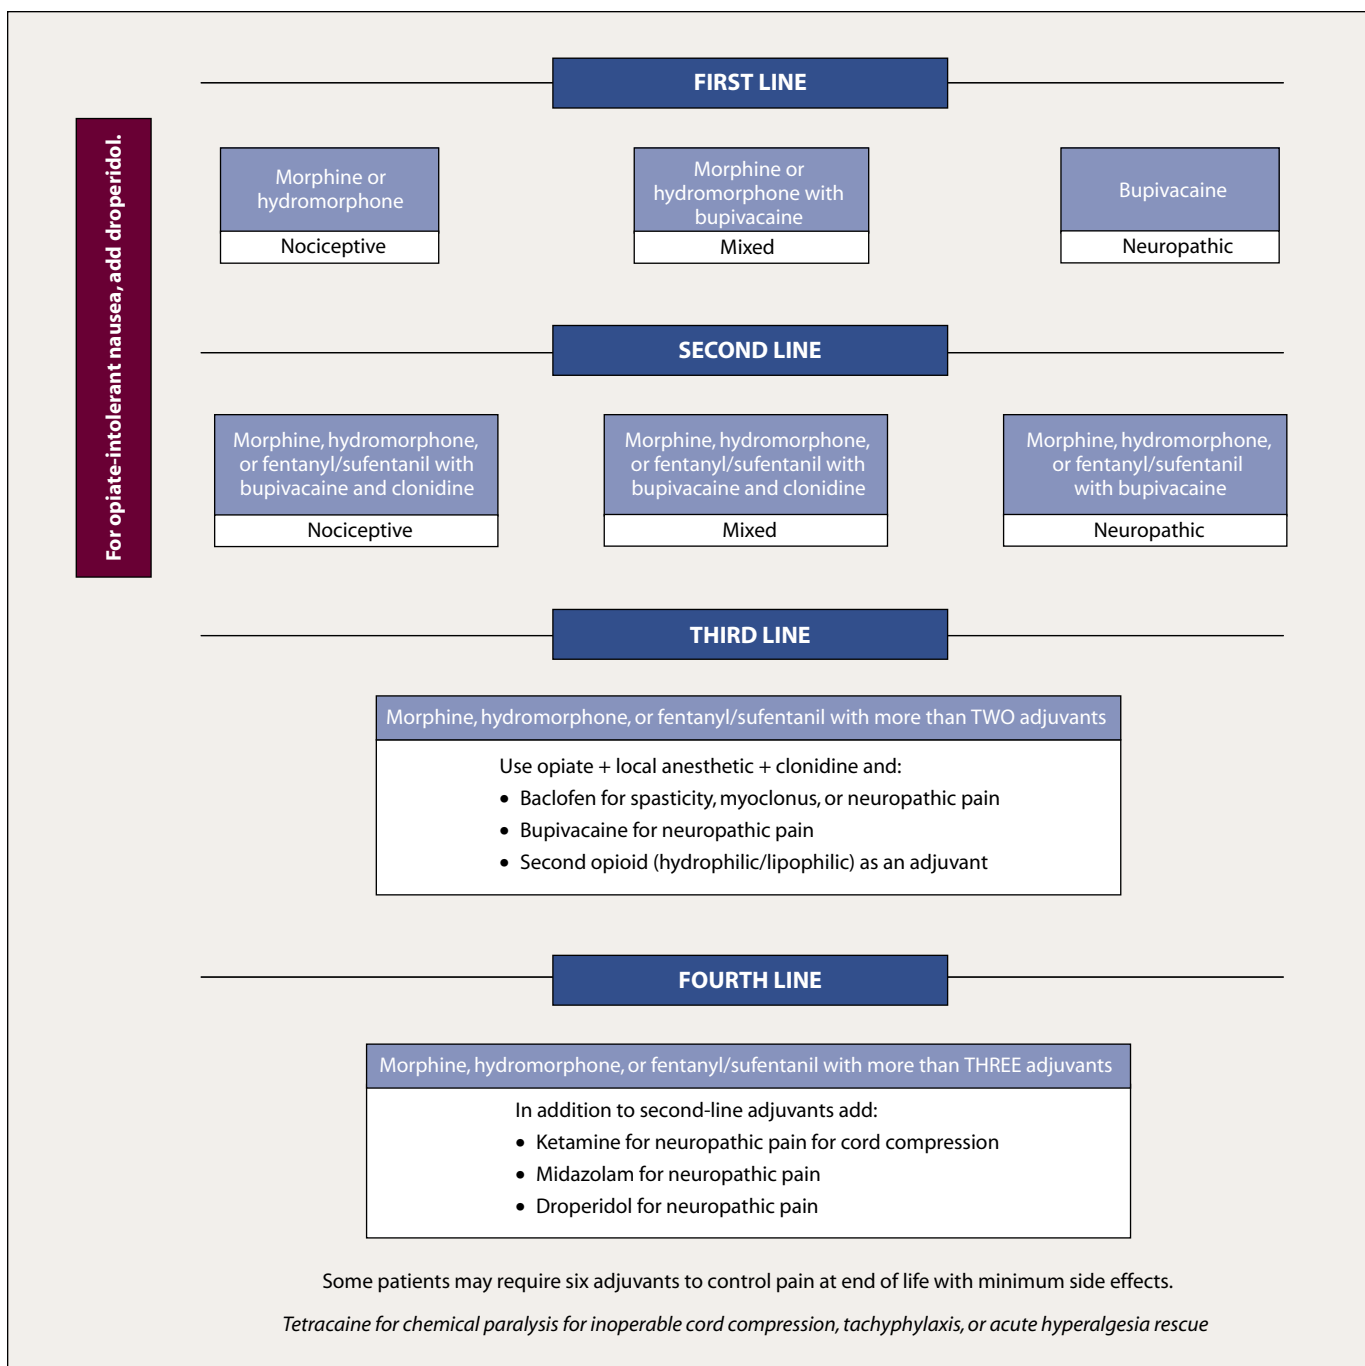 For opiate-intolerant nausea, add droperidol.
FIRST LINE
Morphine or
hydromorphone
Nociceptive
Morphine or
hydromorphone with
bupivacaine
Mixed
Bupivacaine
Neuropathic
SECOND LINE
Morphine, hydromorphone,
or fentanyl/sufentanil with
bupivacaine and clonidine
Nociceptive
Morphine, hydromorphone,
or fentanyl/sufentanil with
bupivacaine and clonidine
Mixed
Morphine, hydromorphone,
or fentanyl/sufentanil
with bupivacaine
Neuropathic
THIRD LINE
Morphine, hydromorphone, or fentanyl/sufentanil with more than TWO adjuvants
Use opiate + local anesthetic + clonidine and:
• Baclofen for spasticity, myoclonus, or neuropathic pain
• Bupivacaine for neuropathic pain
• Second opioid (hydrophilic/lipophilic) as an adjuvant
FOURTH LINE
Morphine, hydromorphone, or fentanyl/sufentanil with more than THREE adjuvants
In addition to second-line adjuvants add:
• Ketamine for neuropathic pain for cord compression
• Midazolam for neuropathic pain
• Droperidol for neuropathic pain
Some patients may require six adjuvants to control pain at end of life with minimum side effects.
Tetracaine for chemical paralysis for inoperable cord compression, tachyphylaxis, or acute hyperalgesia rescue